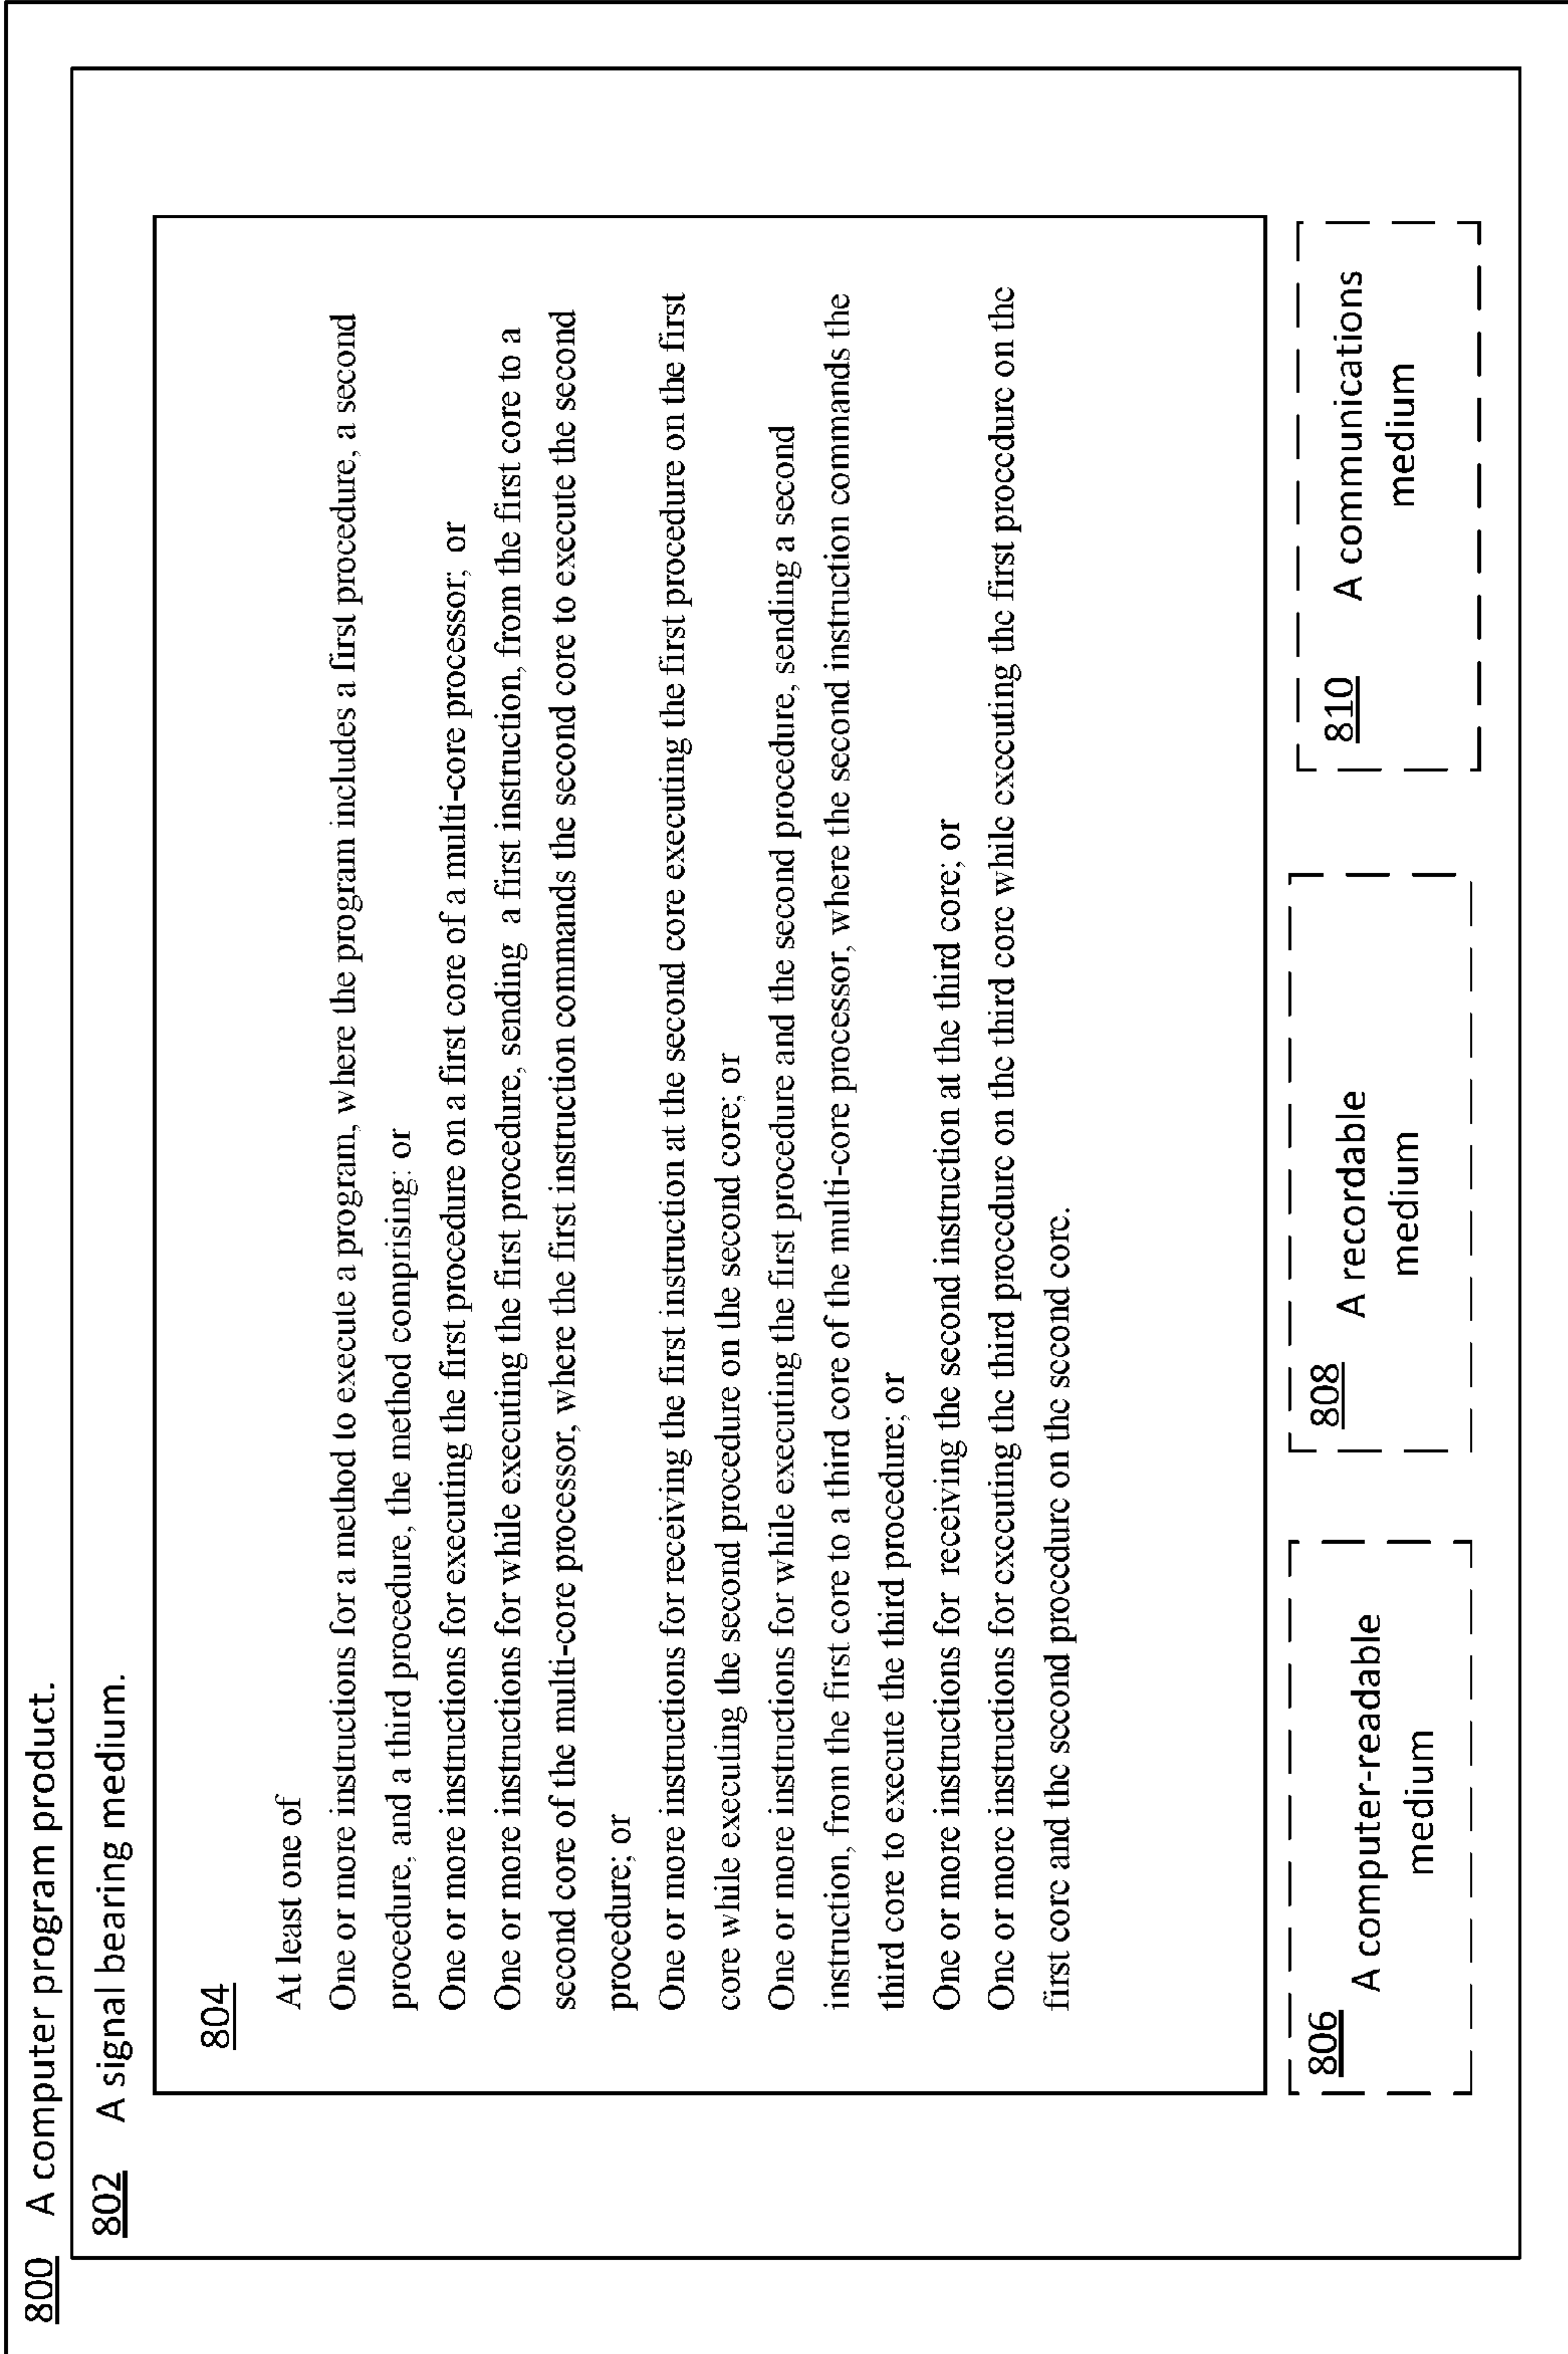 800 A computer program product.
802 A signal bearing medium.
804
At least one of
One or more instructions for a method to execute a program, where the program includes a first procedure, a second
procedure, and a third procedure, the method comprising: or
One or more instructions for executing the first procedure on a first core of a multi-core processor; or
One or more instructions for while executing the first procedure, sending a first instruction, from the first core to a
second core of the multi-core processor, where the first instruction commands the second core to execute the second
procedure; or
One or more instructions for receiving the first instruction at the second core executing the first procedure on the first
core while executing the second procedure on the second core; or
One or more instructions for while executing the first procedure and the second procedure, sending a second
instruction, from the first core to a third core of the multi-core processor, where the second instruction commands the
third core to execute the third procedure; or
One or more instructions for receiving the second instruction at the third core; or
One or more instructions for executing the third procedure on the third core while executing the first procedure on the
first core and the second procedure on the second core.
806
A computer-readable
medium
808
A recordable
medium
810
A communications
medium